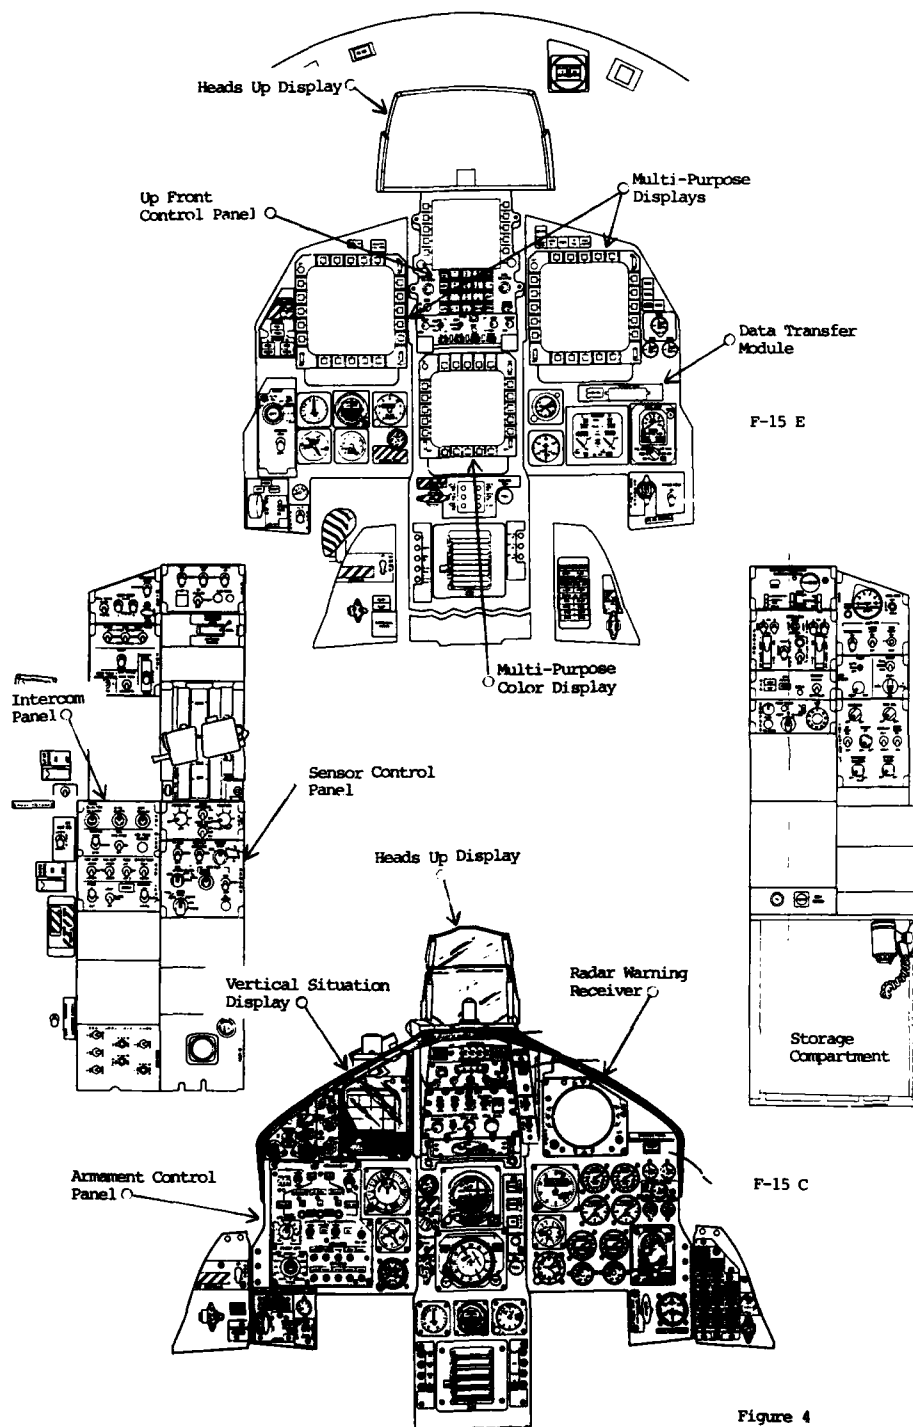 Heads Up Display
Up Front
Control Panel
Multi-Purpose
Displays
Data Transfer
Module
F-15 E
Multi-Purpose
Color Display
Intercom
Panel
Sensor Control
Panel
Heads Up Display
Vertical Situation
Display
Radar Warning
Receiver
Storage
Compartment
Armament Control
Panel
F-15 C
Figure 4